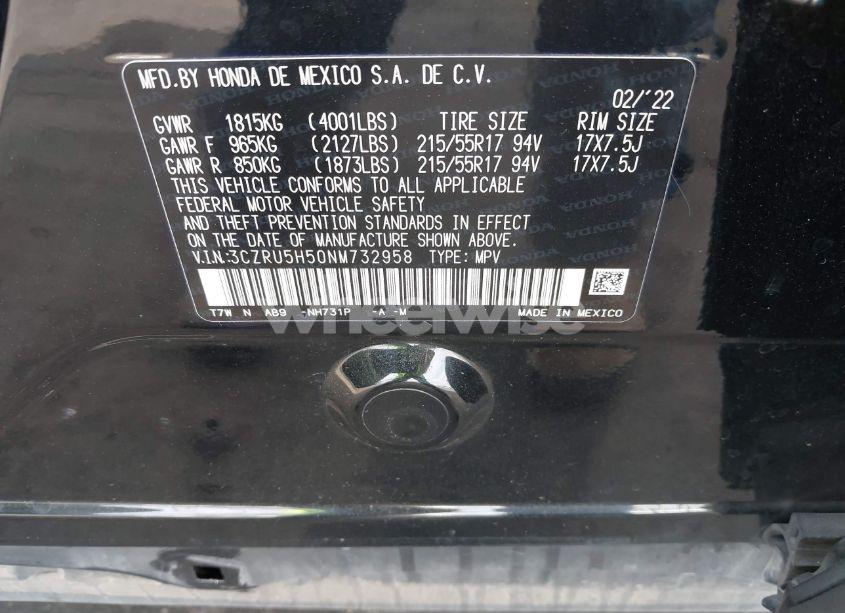 MFD.BY HONDA DE MEXICO S.A. DE C.V.
02/'22
GVWR 1815KG (4001LBS) TIRE SIZE RIM SIZE
GAWR F 965KG (2127LBS) 215/55R17 94V 17X7.5J
GAWR R 850KG (1873LBS) 215/55R17 94V 17X7.5J
THIS VEHICLE CONFORMS TO ALL APPLICABLE
FEDERAL MOTOR VEHICLE SAFETY
AND THEFT PREVENTION STANDARDS IN EFFECT
ON THE DATE OF MANUFACTURE SHOWN ABOVE.
V.I.N:3CZRU5H50NM732958 TYPE: MPV
T7W N AB9 -NH731P -A -M MADE IN MEXICO
wheelwise